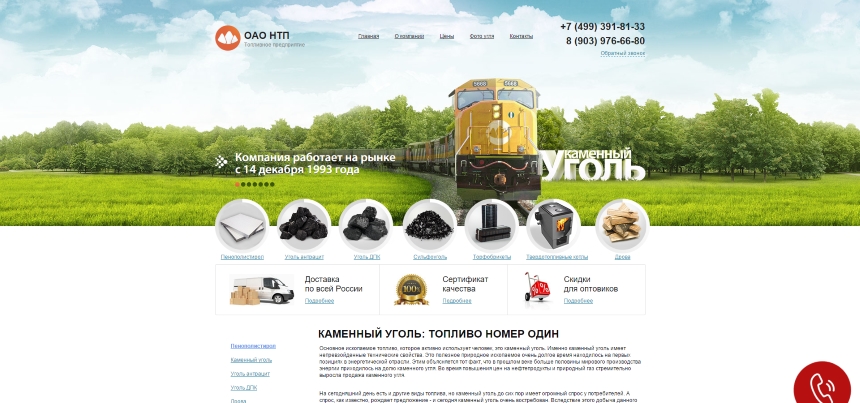 ОАО НТП
Топливное предприятие
Главная О компании Цены Фото угля Контакты
+7 (499) 391-81-33
8 (903) 976-66-80
Обратный звонок
Компания работает на рынке
с 14 декабря 1993 года
каменный
Уголь
Пенополистирол Уголь антрацит Уголь ДПК Сульфоуголь Торфобрикеты Твердотопливные котлы Дрова
Доставка
по всей России
Подробнее
100%
Сертификат
качества
Подробнее
Скидки
для оптовиков
Подробнее
Пенополистирол
Каменный уголь
Уголь антрацит
Уголь ДПК
Дрова
КАМЕННЫЙ УГОЛЬ: ТОПЛИВО НОМЕР ОДИН
Основное ископаемое топливо, которое активно использует человек, это каменный уголь. Именно каменный уголь имеет
непревзойденные технические свойства. Это полезное природное ископаемое очень долгое время находилось на первых
позициях в энергетической отрасли. Этим объясняется тот факт, что в прошлом веке больше половины мирового производства
энергии приходилось на долю каменного угля. Во время повышения цен на нефтепродукты и природный газ стремительно
выросла продажа каменного угля.
На сегодняшний день есть и другие виды топлива, но каменный уголь до сих пор имеет огромный спрос у потребителей. А
спрос, как известно, рождает предложение - и сегодня каменный уголь очень востребован. Вследствие этого добыча данного